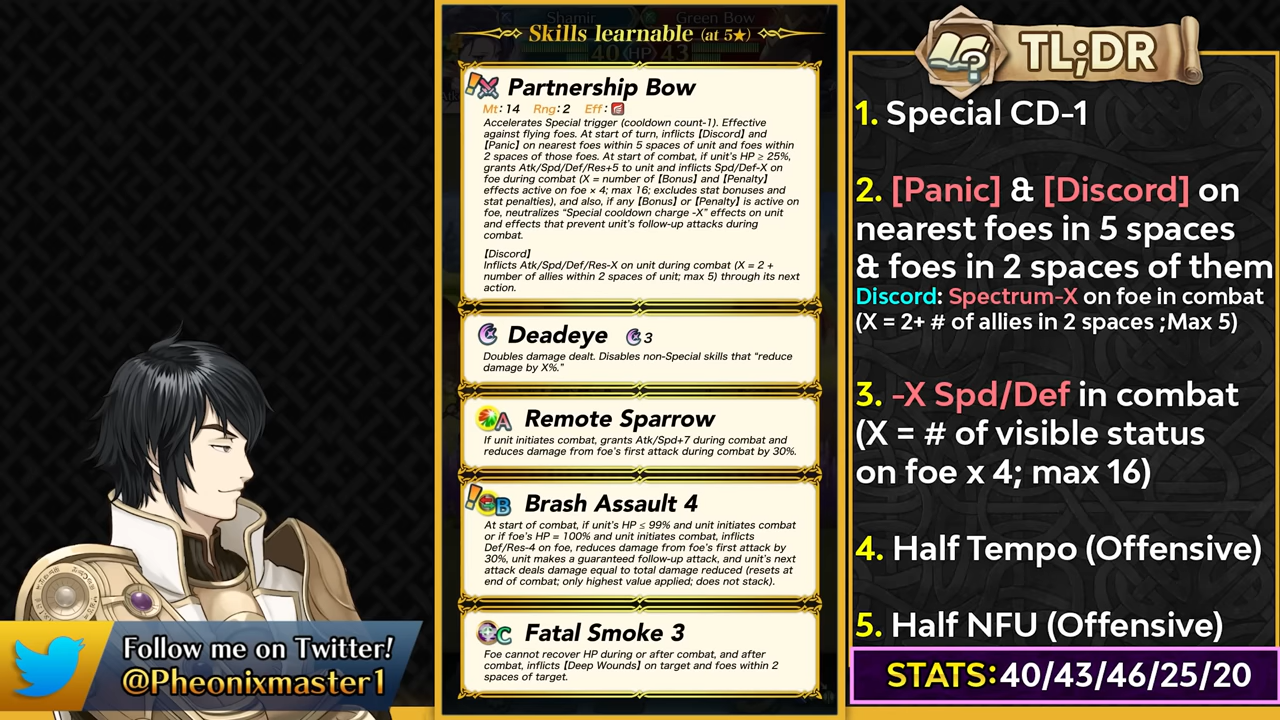 Shamir Green Bow
40 HP 43
Skills learnable (at 5★)
Partnership Bow
Mt: 14 Rng: 2 Eff:
Accelerates Special trigger (cooldown count-1). Effective
against flying foes. At start of turn, inflicts【Discord】and
【Panic】on nearest foes within 5 spaces of unit and foes within
2 spaces of those foes. At start of combat, if unit's HP ≥ 25%,
grants Atk/Spd/Def/Res+5 to unit and inflicts Spd/Def-X on
foe during combat (X = number of【Bonus】and【Penalty】
effects active on foe × 4; max 16; excludes stat bonuses and
stat penalties), and also, if any【Bonus】or【Penalty】is active on
foe, neutralizes "Special cooldown charge -X" effects on unit
and effects that prevent unit's follow-up attacks during
combat.
【Discord】
Inflicts Atk/Spd/Def/Res-X on unit during combat (X = 2 +
number of allies within 2 spaces of unit; max 5) through its next
action.
Deadeye 3
Doubles damage dealt. Disables non-Special skills that "reduce
damage by X%."
A Remote Sparrow
If unit initiates combat, grants Atk/Spd+7 during combat and
reduces damage from foe's first attack during combat by 30%.
B Brash Assault 4
At start of combat, if unit's HP ≤ 99% and unit initiates combat
or if foe's HP = 100% and unit initiates combat, inflicts
Def/Res-4 on foe, reduces damage from foe's first attack by
30%, unit makes a guaranteed follow-up attack, and unit's next
attack deals damage equal to total damage reduced (resets at
end of combat; only highest value applied; does not stack).
C Fatal Smoke 3
Foe cannot recover HP during or after combat, and after
combat, inflicts【Deep Wounds】on target and foes within 2
spaces of target.
TL;DR
1. Special CD-1
2. [Panic] & [Discord] on
nearest foes in 5 spaces
& foes in 2 spaces of them
Discord: Spectrum-X on foe in combat
(X = 2+ # of allies in 2 spaces ;Max 5)
3. -X Spd/Def in combat
(X = # of visible status
on foe x 4; max 16)
4. Half Tempo (Offensive)
5. Half NFU (Offensive)
STATS: 40/43/46/25/20
Follow me on Twitter!
@Pheonixmaster1